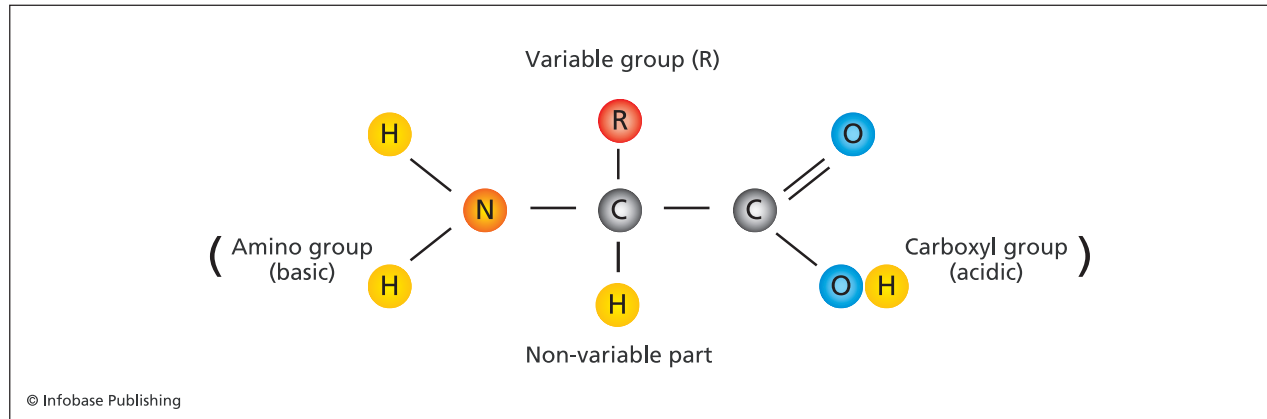 Variable group (R)
H
R
O
N
C
C
( Amino group
(basic)
Carboxyl group )
(acidic)
H
H
O H
Non-variable part
© Infobase Publishing